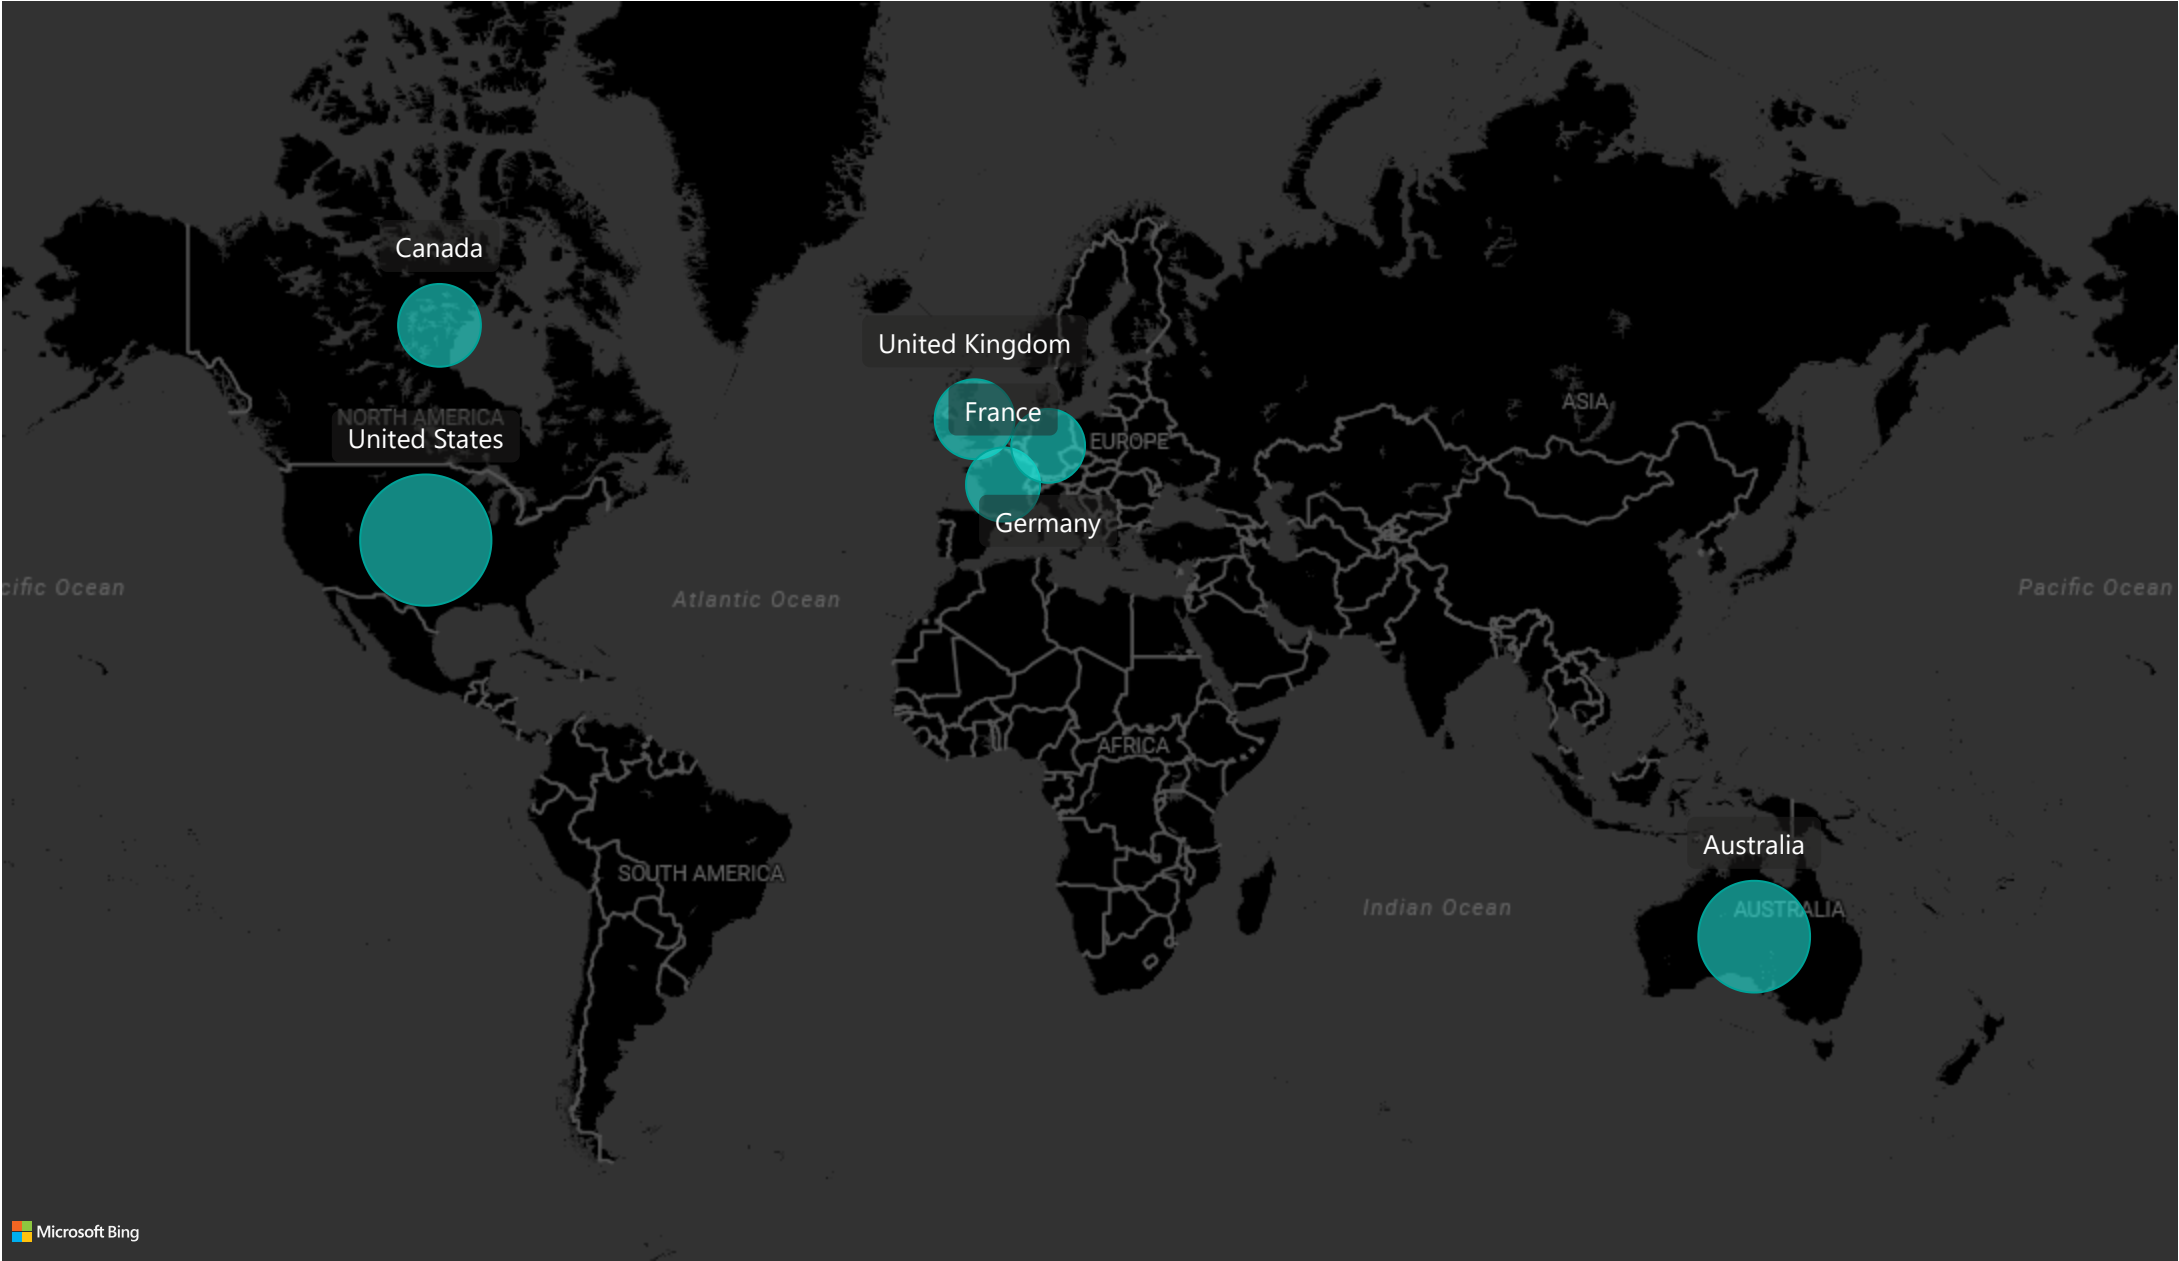 Canada
United Kingdom
ASIA
France
NORTH AMERICA
United States
EUROPE
Germany
cific Ocean
Atlantic Ocean
Pacific Ocean
AFRICA
Australia
SOUTH AMERICA
Indian Ocean
AUSTRALIA
Microsoft Bing